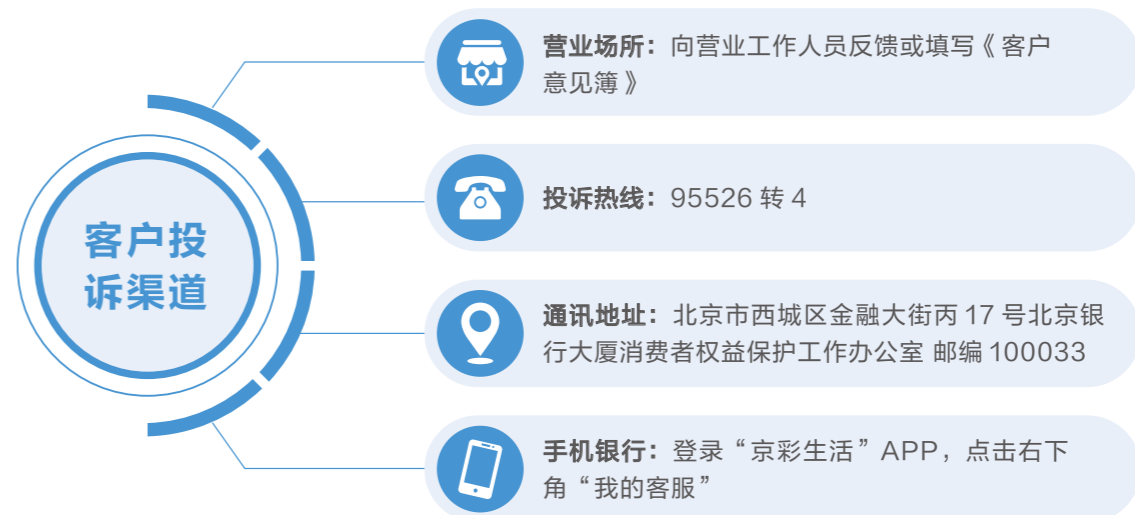 客户投
诉渠道
营业场所：向营业工作人员反馈或填写《客户
意见簿》
投诉热线：95526 转 4
通讯地址：北京市西城区金融大街丙 17 号北京银
行大厦消费者权益保护工作办公室 邮编 100033
手机银行：登录“京彩生活”APP，点击右下
角“我的客服”